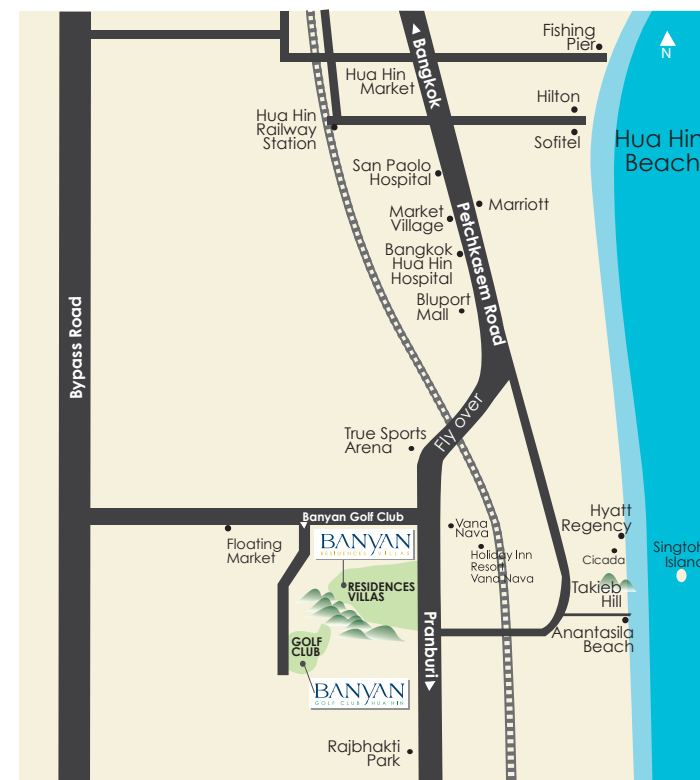 Fishing
Pier
N
▲ Bangkok
Hua Hin
Market
Hilton
Hua Hin
Railway
Station
Sofitel
Hua Hin
Beach
San Paolo
Hospital
Marriott
Market
Village
Petchkasem Road
Bangkok
Hua Hin
Hospital
Bluport
Mall
Bypass Road
Fly over
True Sports
Arena
Banyan Golf Club
Hyatt
Regency
Vana
Nava
Floating
Market
BANYAN
RESIDENCES VILLAS
Holiday Inn
Resort
Vana Nava
Cicada
Singtoh
Island
RESIDENCES
VILLAS
Takieb
Hill
Pranburi ▼
Anantasila
Beach
GOLF
CLUB
BANYAN
GOLF CLUB HUA HIN
Rajbhakti
Park